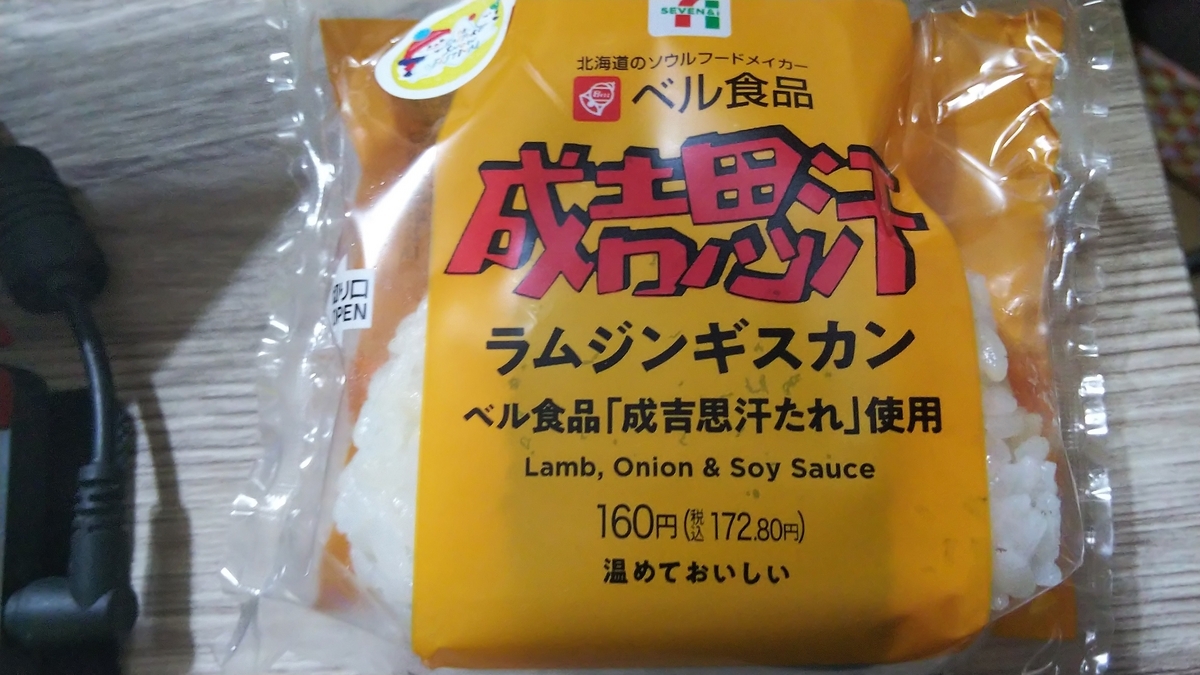 SEVEN&i
北海道のソウルフードメイカー
BELL ベル食品
成吉思汗
ラムジンギスカン
ベル食品「成吉思汗たれ」使用
切り口
OPEN
Lamb, Onion & Soy Sauce
160円(税込172.80円)
温めておいしい